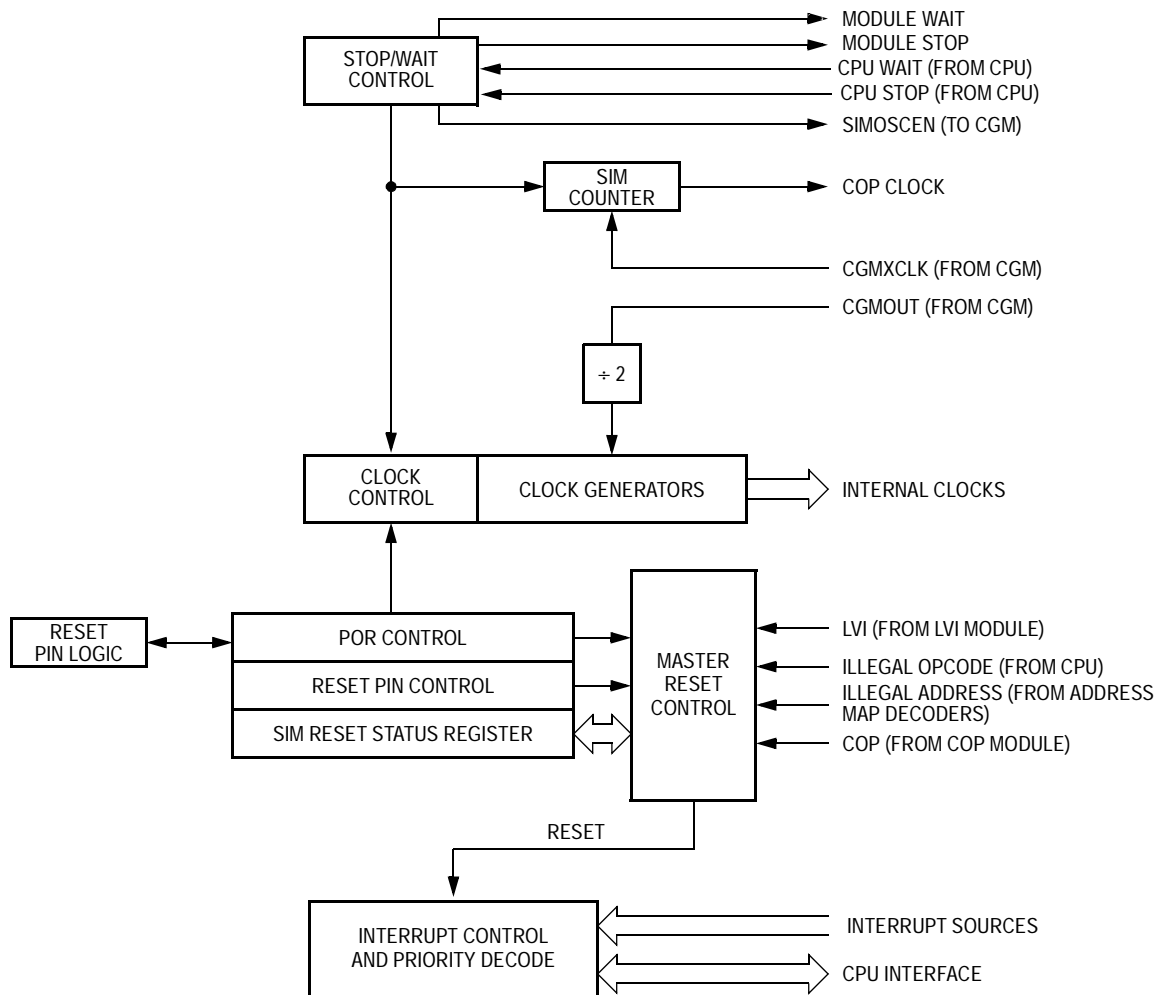 MODULE WAIT
MODULE STOP
STOP/WAIT
CONTROL
CPU WAIT (FROM CPU)
CPU STOP (FROM CPU)
SIMOSCEN (TO CGM)
SIM
COUNTER
COP CLOCK
CGMXCLK (FROM CGM)
CGMOUT (FROM CGM)
÷ 2
CLOCK
CONTROL
CLOCK GENERATORS
INTERNAL CLOCKS
RESET
PIN LOGIC
POR CONTROL
RESET PIN CONTROL
SIM RESET STATUS REGISTER
MASTER
RESET
CONTROL
LVI (FROM LVI MODULE)
ILLEGAL OPCODE (FROM CPU)
ILLEGAL ADDRESS (FROM ADDRESS
MAP DECODERS)
COP (FROM COP MODULE)
RESET
INTERRUPT CONTROL
AND PRIORITY DECODE
INTERRUPT SOURCES
CPU INTERFACE